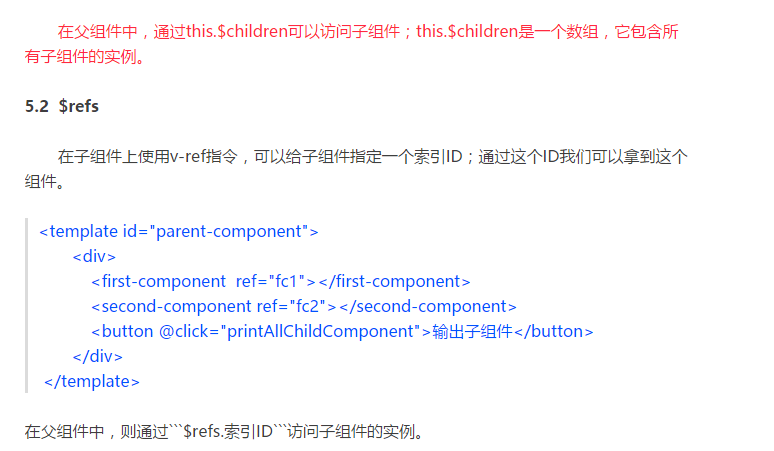 在父组件中，通过this.$children可以访问子组件；this.$children是一个数组，它包含所
有子组件的实例。
5.2  $refs
在子组件上使用v-ref指令，可以给子组件指定一个索引ID；通过这个ID我们可以拿到这个
组件。
<template id="parent-component">
<div>
<first-component  ref="fc1"></first-component>
<second-component ref="fc2"></second-component>
<button @click="printAllChildComponent">输出子组件</button>
</div>
</template>
在父组件中，则通过```$refs.索引ID```访问子组件的实例。